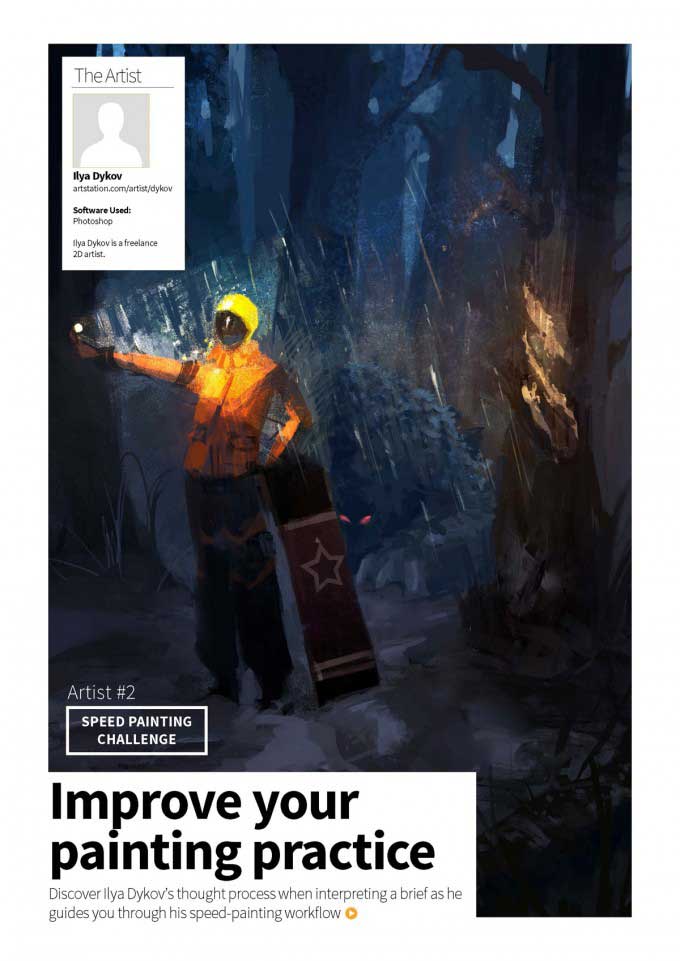 The Artist
Ilya Dykov
artstation.com/artist/dykov
Software Used:
Photoshop
Ilya Dykov is a freelance
2D artist.
Artist #2
SPEED PAINTING
CHALLENGE
Improve your
painting practice
Discover Ilya Dykov's thought process when interpreting a brief as he
guides you through his speed-painting workflow